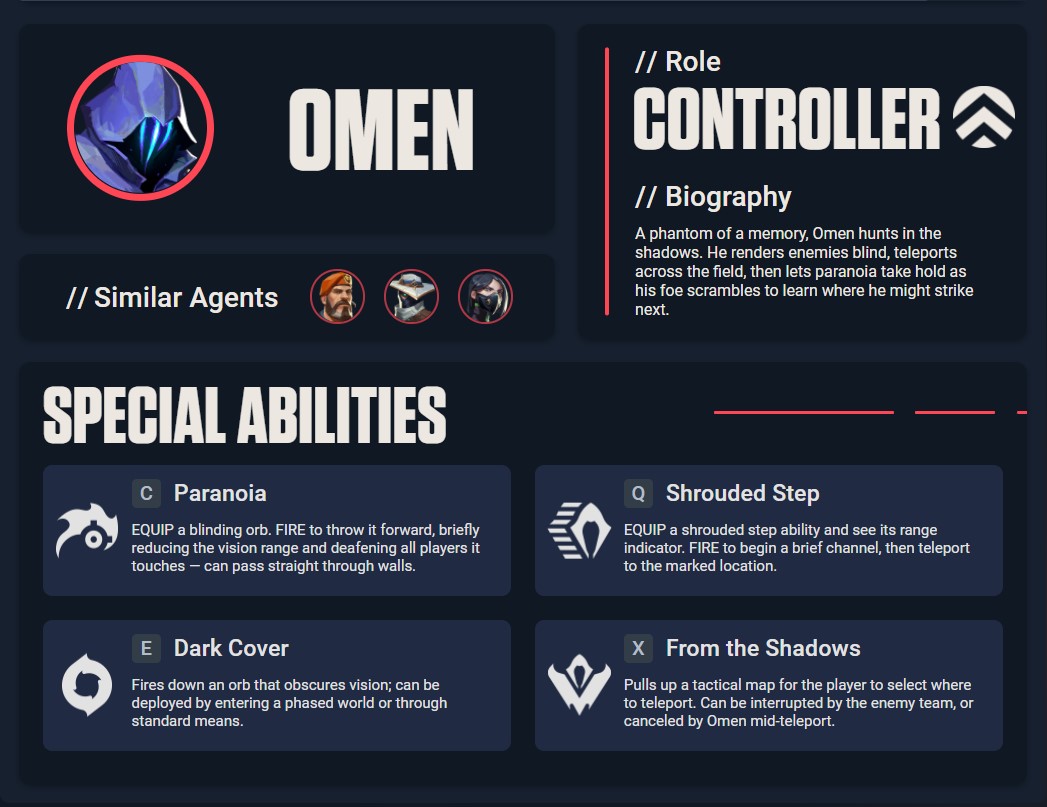 OMEN
// Similar Agents
// Role
CONTROLLER
// Biography
A phantom of a memory, Omen hunts in the
shadows. He renders enemies blind, teleports
across the field, then lets paranoia take hold as
his foe scrambles to learn where he might strike
next.
SPECIAL ABILITIES
C Paranoia
EQUIP a blinding orb. FIRE to throw it forward, briefly
reducing the vision range and deafening all players it
touches — can pass straight through walls.
Q Shrouded Step
EQUIP a shrouded step ability and see its range
indicator. FIRE to begin a brief channel, then teleport
to the marked location.
E Dark Cover
Fires down an orb that obscures vision; can be
deployed by entering a phased world or through
standard means.
X From the Shadows
Pulls up a tactical map for the player to select where
to teleport. Can be interrupted by the enemy team, or
canceled by Omen mid-teleport.